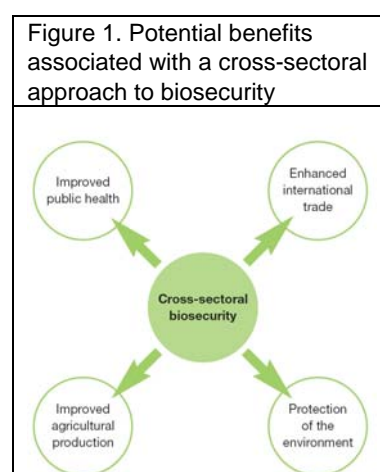 Figure 1. Potential benefits
associated with a cross-sectoral
approach to biosecurity
Improved
public health
Enhanced
international
trade
Cross-sectoral
biosecurity
Improved
agricultural
production
Protection
of the
environment